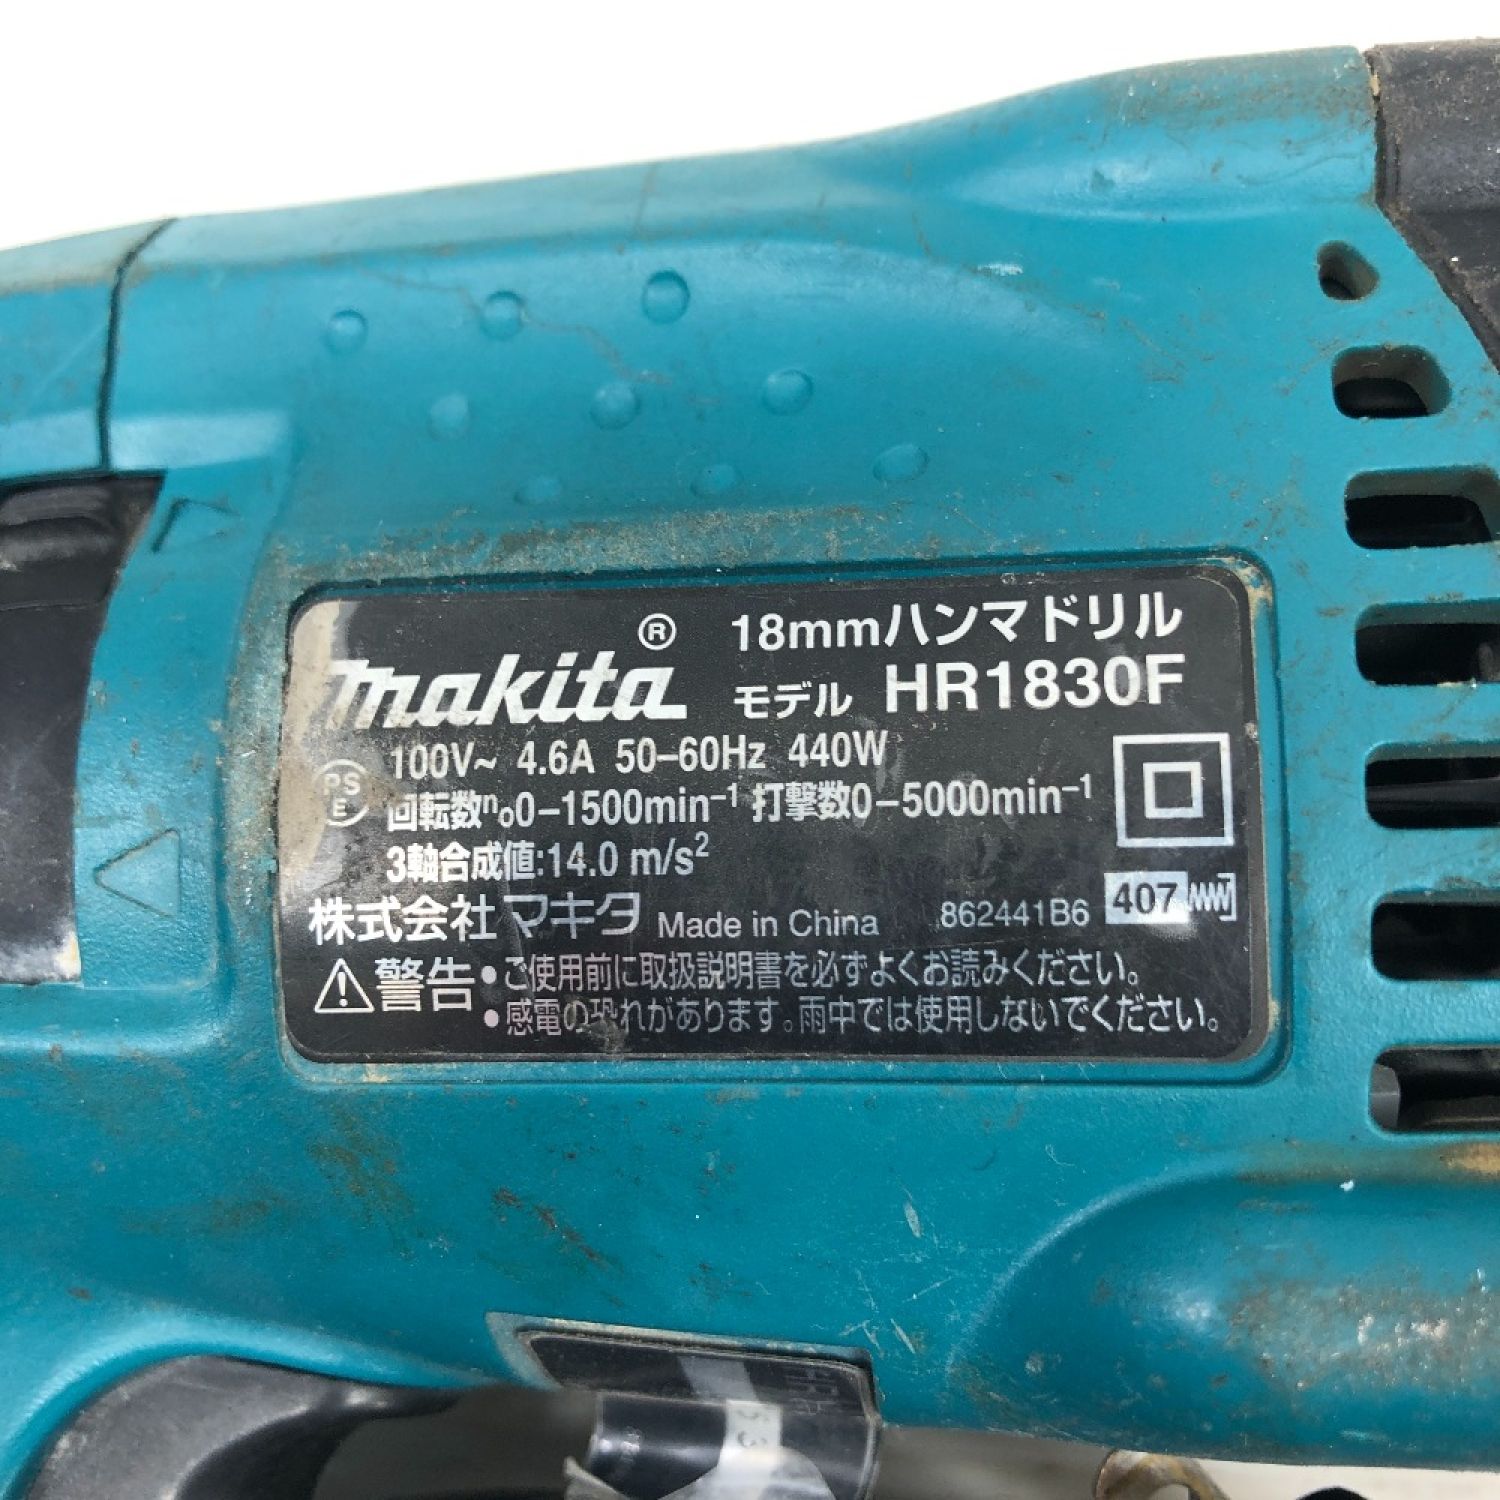 makita® 18mmハンマドリル
モデル HR1830F
100V~ 4.6A 50-60Hz 440W
PS
E
回転数n₀0-1500min⁻¹ 打撃数0-5000min⁻¹
3軸合成値:14.0 m/s²
株式会社マキタ Made in China 862441B6 407
⚠警告 •ご使用前に取扱説明書を必ずよくお読みください。
•感電の恐れがあります。雨中では使用しないでください。